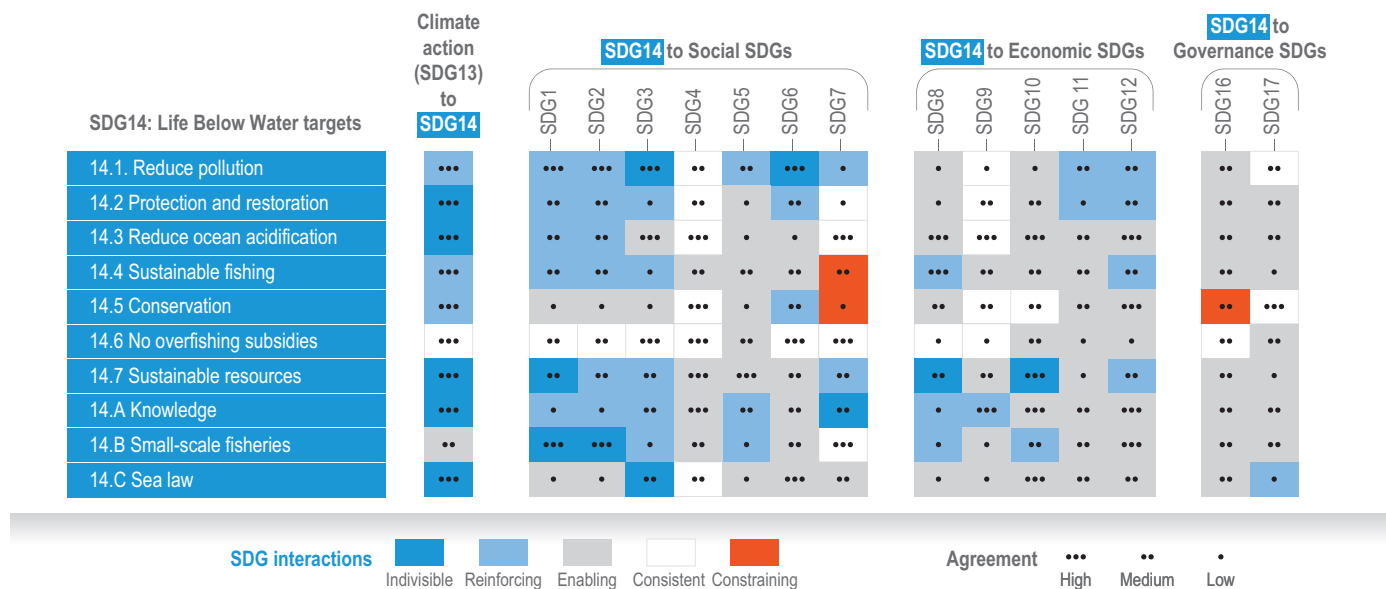 Climate
action
(SDG13)
to
SDG14
SDG14 to Social SDGs
SDG14 to Economic SDGs
SDG14 to
Governance SDGs
SDG14: Life Below Water targets
SDG1
SDG2
SDG3
SDG4
SDG5
SDG6
SDG7
SDG8
SDG9
SDG10
SDG 11
SDG12
SDG16
SDG17
14.1. Reduce pollution
14.2 Protection and restoration
14.3 Reduce ocean acidification
14.4 Sustainable fishing
14.5 Conservation
14.6 No overfishing subsidies
14.7 Sustainable resources
14.A Knowledge
14.B Small-scale fisheries
14.C Sea law
SDG interactions
Indivisible
Reinforcing
Enabling
Consistent
Constraining
Agreement
High
Medium
Low